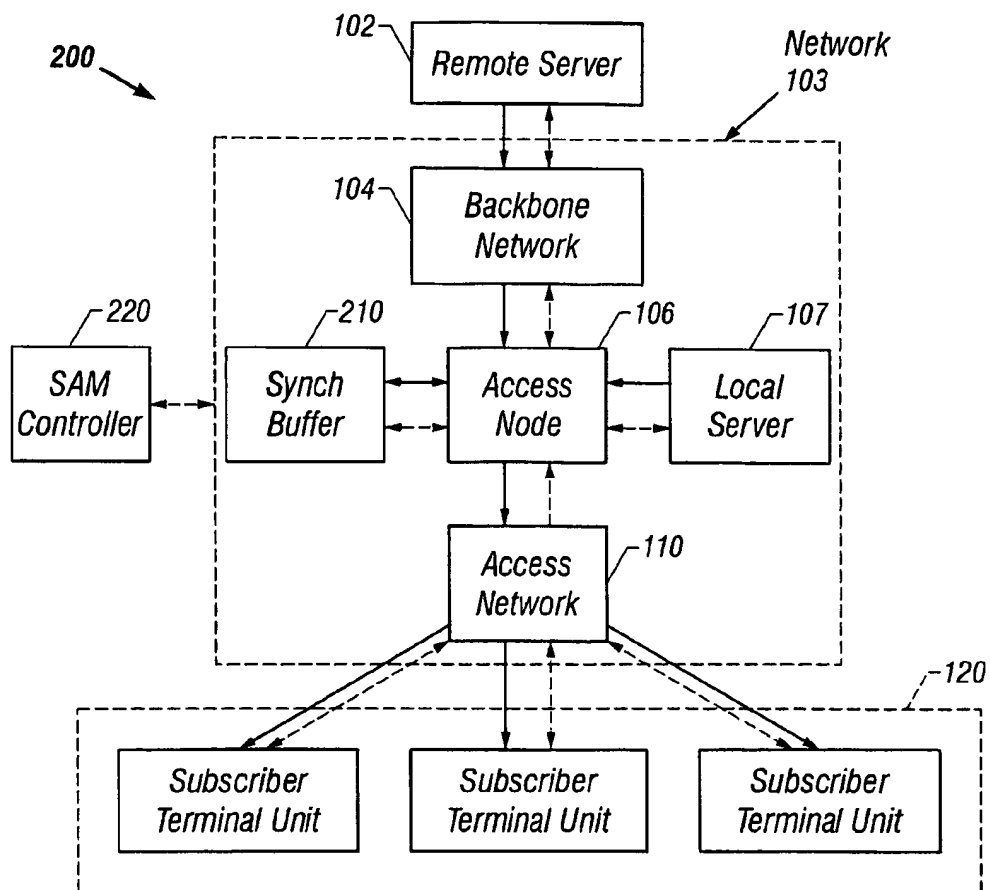 200
102
Remote Server
Network
103
104
Backbone
Network
220
210
106
107
SAM
Controller
Synch
Buffer
Access
Node
Local
Server
110
Access
Network
120
Subscriber
Terminal Unit
Subscriber
Terminal Unit
Subscriber
Terminal Unit